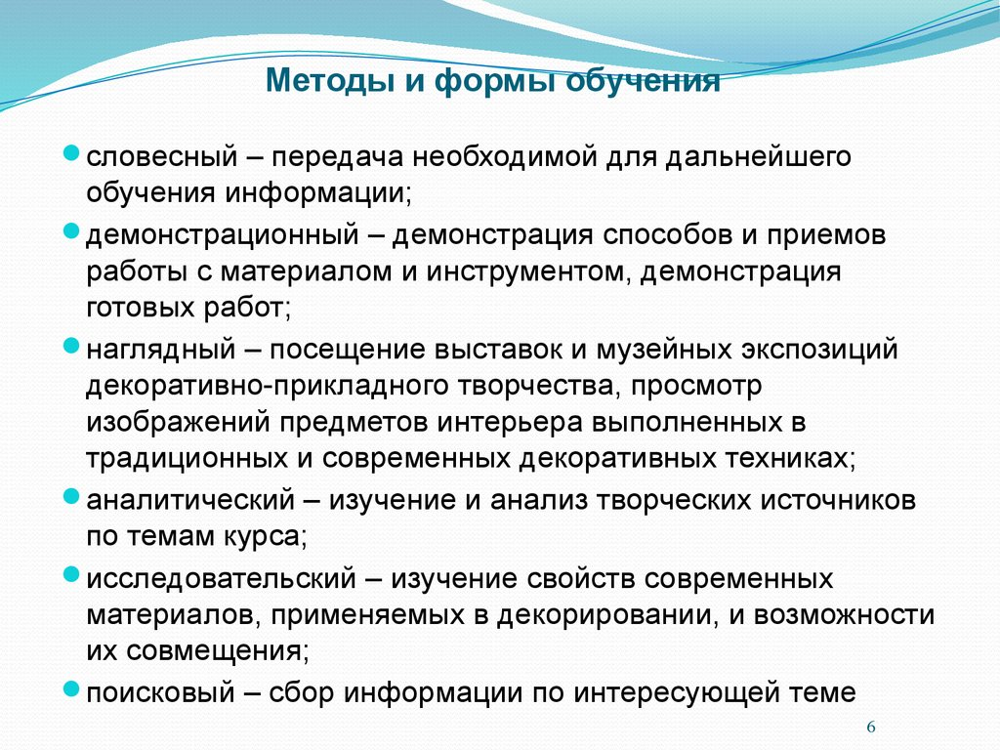 Методы и формы обучения
словесный – передача необходимой для дальнейшего
обучения информации;
демонстрационный – демонстрация способов и приемов
работы с материалом и инструментом, демонстрация
готовых работ;
наглядный – посещение выставок и музейных экспозиций
декоративно-прикладного творчества, просмотр
изображений предметов интерьера выполненных в
традиционных и современных декоративных техниках;
аналитический – изучение и анализ творческих источников
по темам курса;
исследовательский – изучение свойств современных
материалов, применяемых в декорировании, и возможности
их совмещения;
поисковый – сбор информации по интересующей теме
6